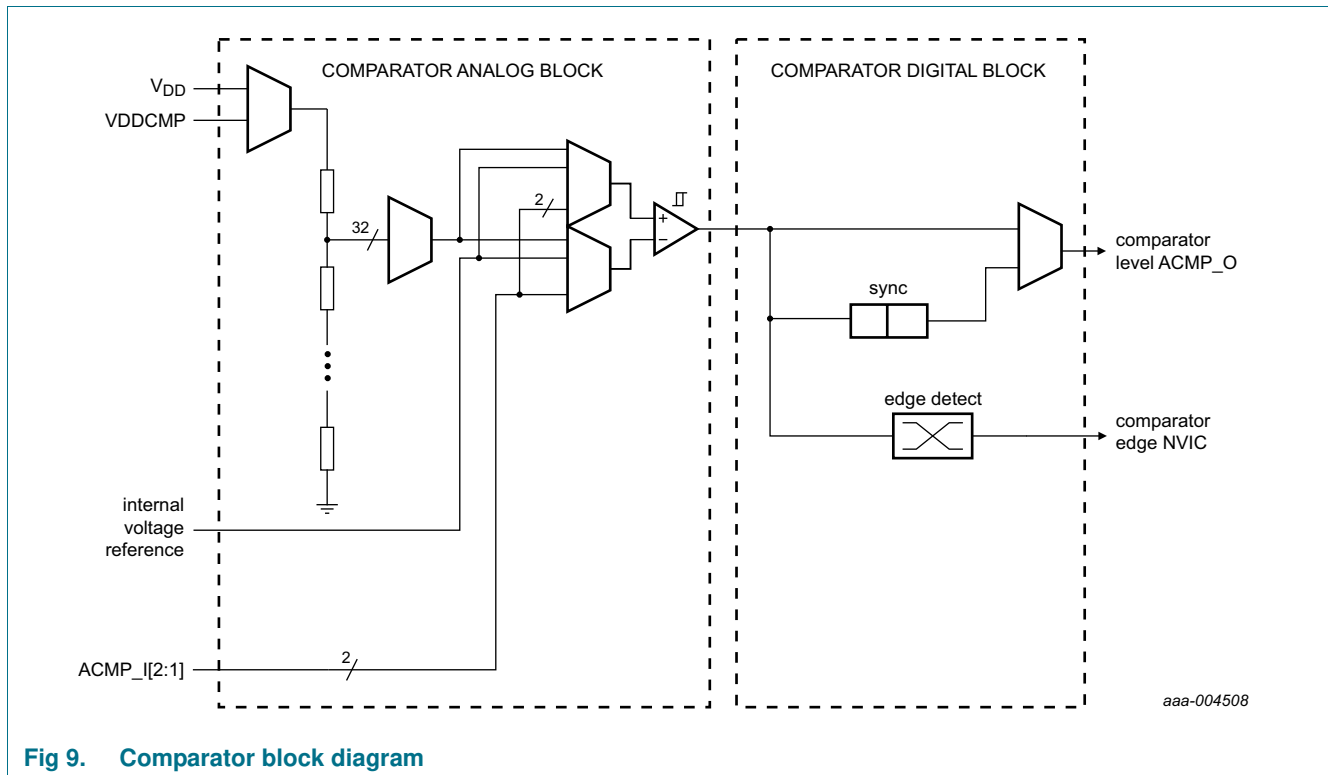 COMPARATOR ANALOG BLOCK
COMPARATOR DIGITAL BLOCK
VDD
VDDCMP
32
2
+
−
sync
comparator
level ACMP_O
edge detect
comparator
edge NVIC
internal
voltage
reference
ACMP_I[2:1]
2
aaa-004508
Fig 9. Comparator block diagram